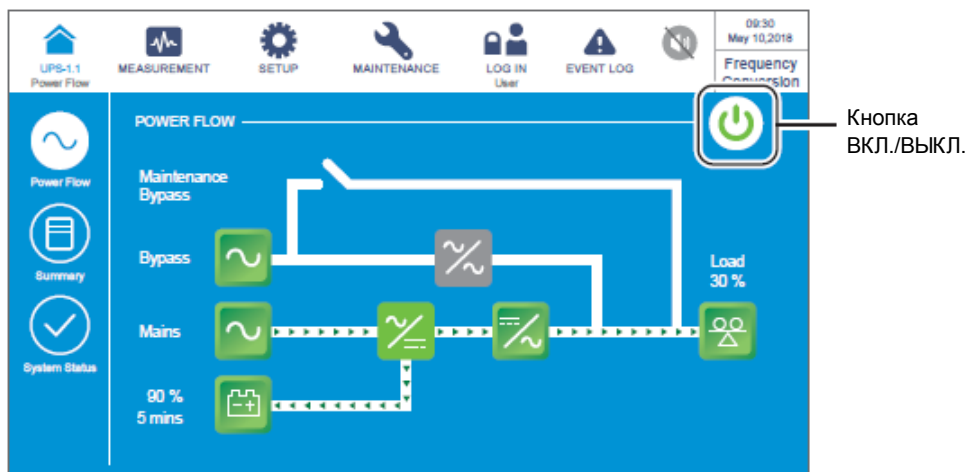 09:30
May 10,2018
UPS-1.1
Power Flow
MEASUREMENT
SETUP
MAINTENANCE
LOG IN
User
EVENT LOG
Frequency
Conversion
Кнопка
ВКЛ./ВЫКЛ.
POWER FLOW
Power Flow
Maintenance
Bypass
Summary
Bypass
Load
30 %
System Status
Mains
90 %
5 mins